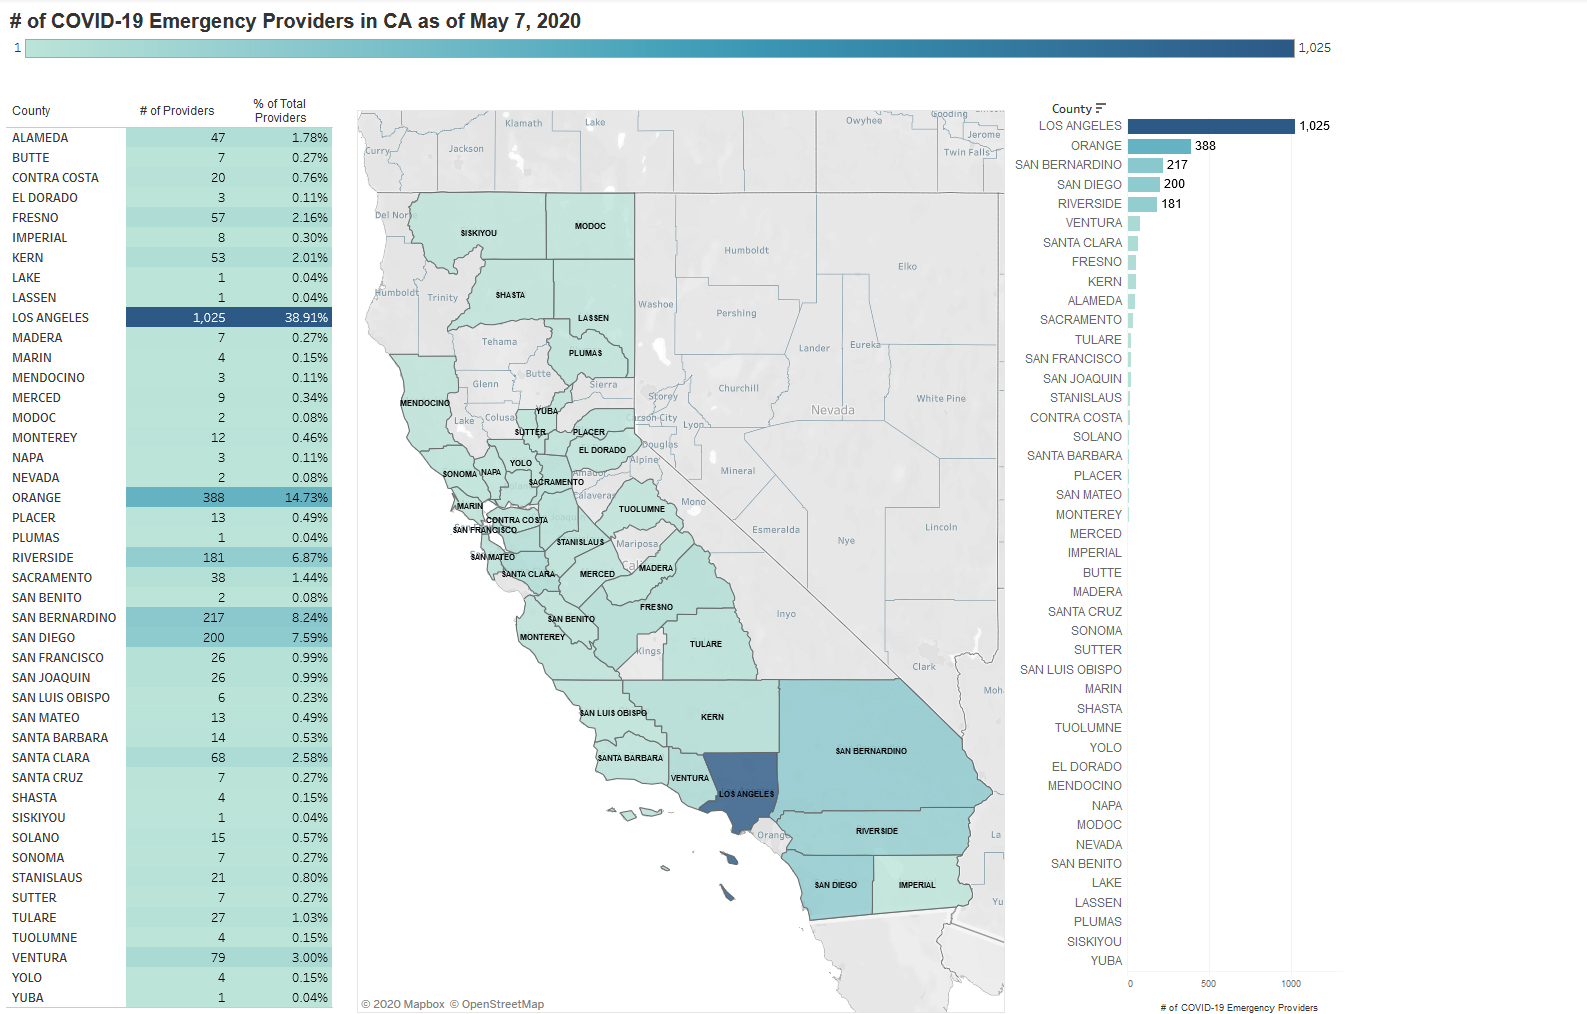 # of COVID-19 Emergency Providers in CA as of May 7, 2020
1 1,025
County # of Providers % of Total Providers
ALAMEDA 47 1.78%
BUTTE 7 0.27%
CONTRA COSTA 20 0.76%
EL DORADO 3 0.11%
FRESNO 57 2.16%
IMPERIAL 8 0.30%
KERN 53 2.01%
LAKE 1 0.04%
LASSEN 1 0.04%
LOS ANGELES 1,025 38.91%
MADERA 7 0.27%
MARIN 4 0.15%
MENDOCINO 3 0.11%
MERCED 9 0.34%
MODOC 2 0.08%
MONTEREY 12 0.46%
NAPA 3 0.11%
NEVADA 2 0.08%
ORANGE 388 14.73%
PLACER 13 0.49%
PLUMAS 1 0.04%
RIVERSIDE 181 6.87%
SACRAMENTO 38 1.44%
SAN BENITO 2 0.08%
SAN BERNARDINO 217 8.24%
SAN DIEGO 200 7.59%
SAN FRANCISCO 26 0.99%
SAN JOAQUIN 26 0.99%
SAN LUIS OBISPO 6 0.23%
SAN MATEO 13 0.49%
SANTA BARBARA 14 0.53%
SANTA CLARA 68 2.58%
SANTA CRUZ 7 0.27%
SHASTA 4 0.15%
SISKIYOU 1 0.04%
SOLANO 15 0.57%
SONOMA 7 0.27%
STANISLAUS 21 0.80%
SUTTER 7 0.27%
TULARE 27 1.03%
TUOLUMNE 4 0.15%
VENTURA 79 3.00%
YOLO 4 0.15%
YUBA 1 0.04%
Klamath Lake Owyhee Gooding
Curry Jackson Jerome
Twin Falls
Del Norte SISKIYOU MODOC
Humboldt Elko
Humboldt Trinity SHASTA Washoe
LASSEN Pershing
Tehama PLUMAS Lander Eureka
Glenn Butte Sierra Churchill
MENDOCINO YUBA Storey Nevada White Pine
Lake Colusa Carson City Lyon
SUTTER PLACER Douglas
YOLO EL DORADO Alpine
SONOMA NAPA Amador Mineral
SACRAMENTO Calaveras Mono
MARIN TUOLUMNE
CONTRA COSTA Esmeralda Lincoln
SAN FRANCISCO
STANISLAUS Mariposa Nye
SAN MATEO
SANTA CLARA MERCED MADERA
FRESNO Inyo
SAN BENITO
MONTEREY Kings TULARE
Clark
Moh
SAN LUIS OBISPO KERN
SANTA BARBARA SAN BERNARDINO
VENTURA LOS ANGELES
Orange RIVERSIDE La
SAN DIEGO IMPERIAL
Yu
© 2020 Mapbox © OpenStreetMap
County
LOS ANGELES 1,025
ORANGE 388
SAN BERNARDINO 217
SAN DIEGO 200
RIVERSIDE 181
VENTURA
SANTA CLARA
FRESNO
KERN
ALAMEDA
SACRAMENTO
TULARE
SAN FRANCISCO
SAN JOAQUIN
STANISLAUS
CONTRA COSTA
SOLANO
SANTA BARBARA
PLACER
SAN MATEO
MONTEREY
MERCED
IMPERIAL
BUTTE
MADERA
SANTA CRUZ
SONOMA
SUTTER
SAN LUIS OBISPO
MARIN
SHASTA
TUOLUMNE
YOLO
EL DORADO
MENDOCINO
NAPA
MODOC
NEVADA
SAN BENITO
LAKE
LASSEN
PLUMAS
SISKIYOU
YUBA
0 500 1000
# of COVID-19 Emergency Providers